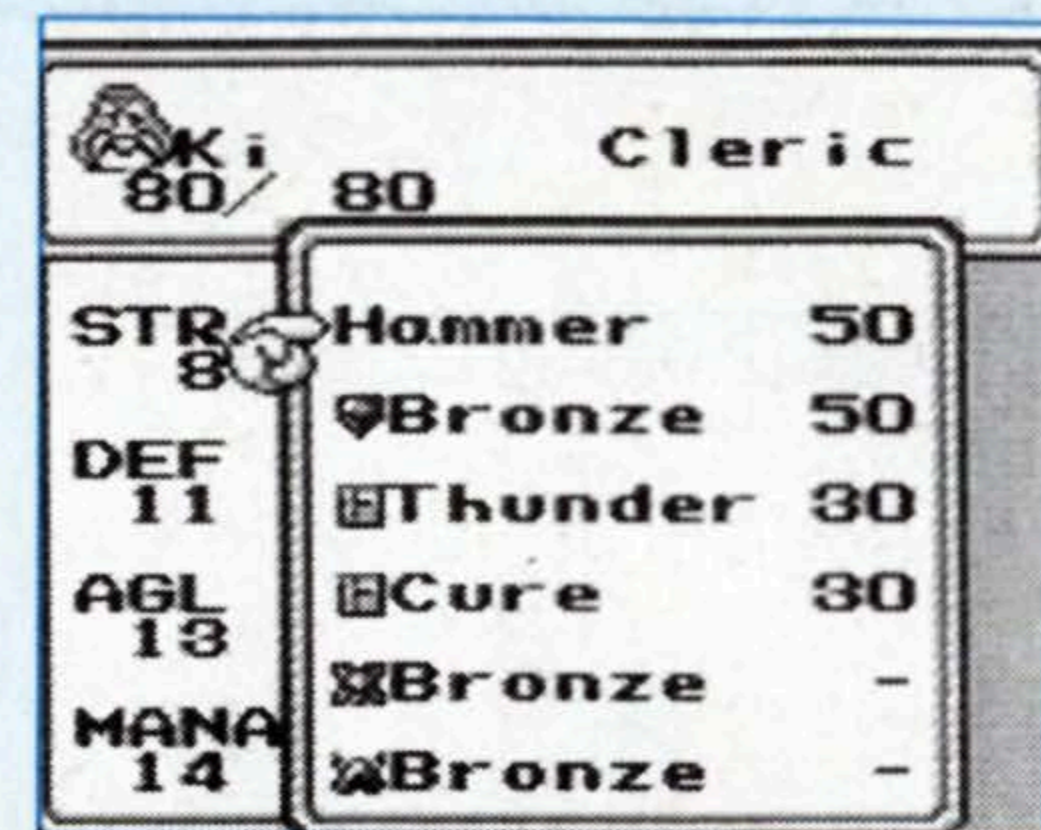 Ki Cleric
80/ 80
STR
8
DEF
11
AGL
13
MANA
14
Hammer 50
Bronze 50
Thunder 30
Cure 30
Bronze -
Bronze -